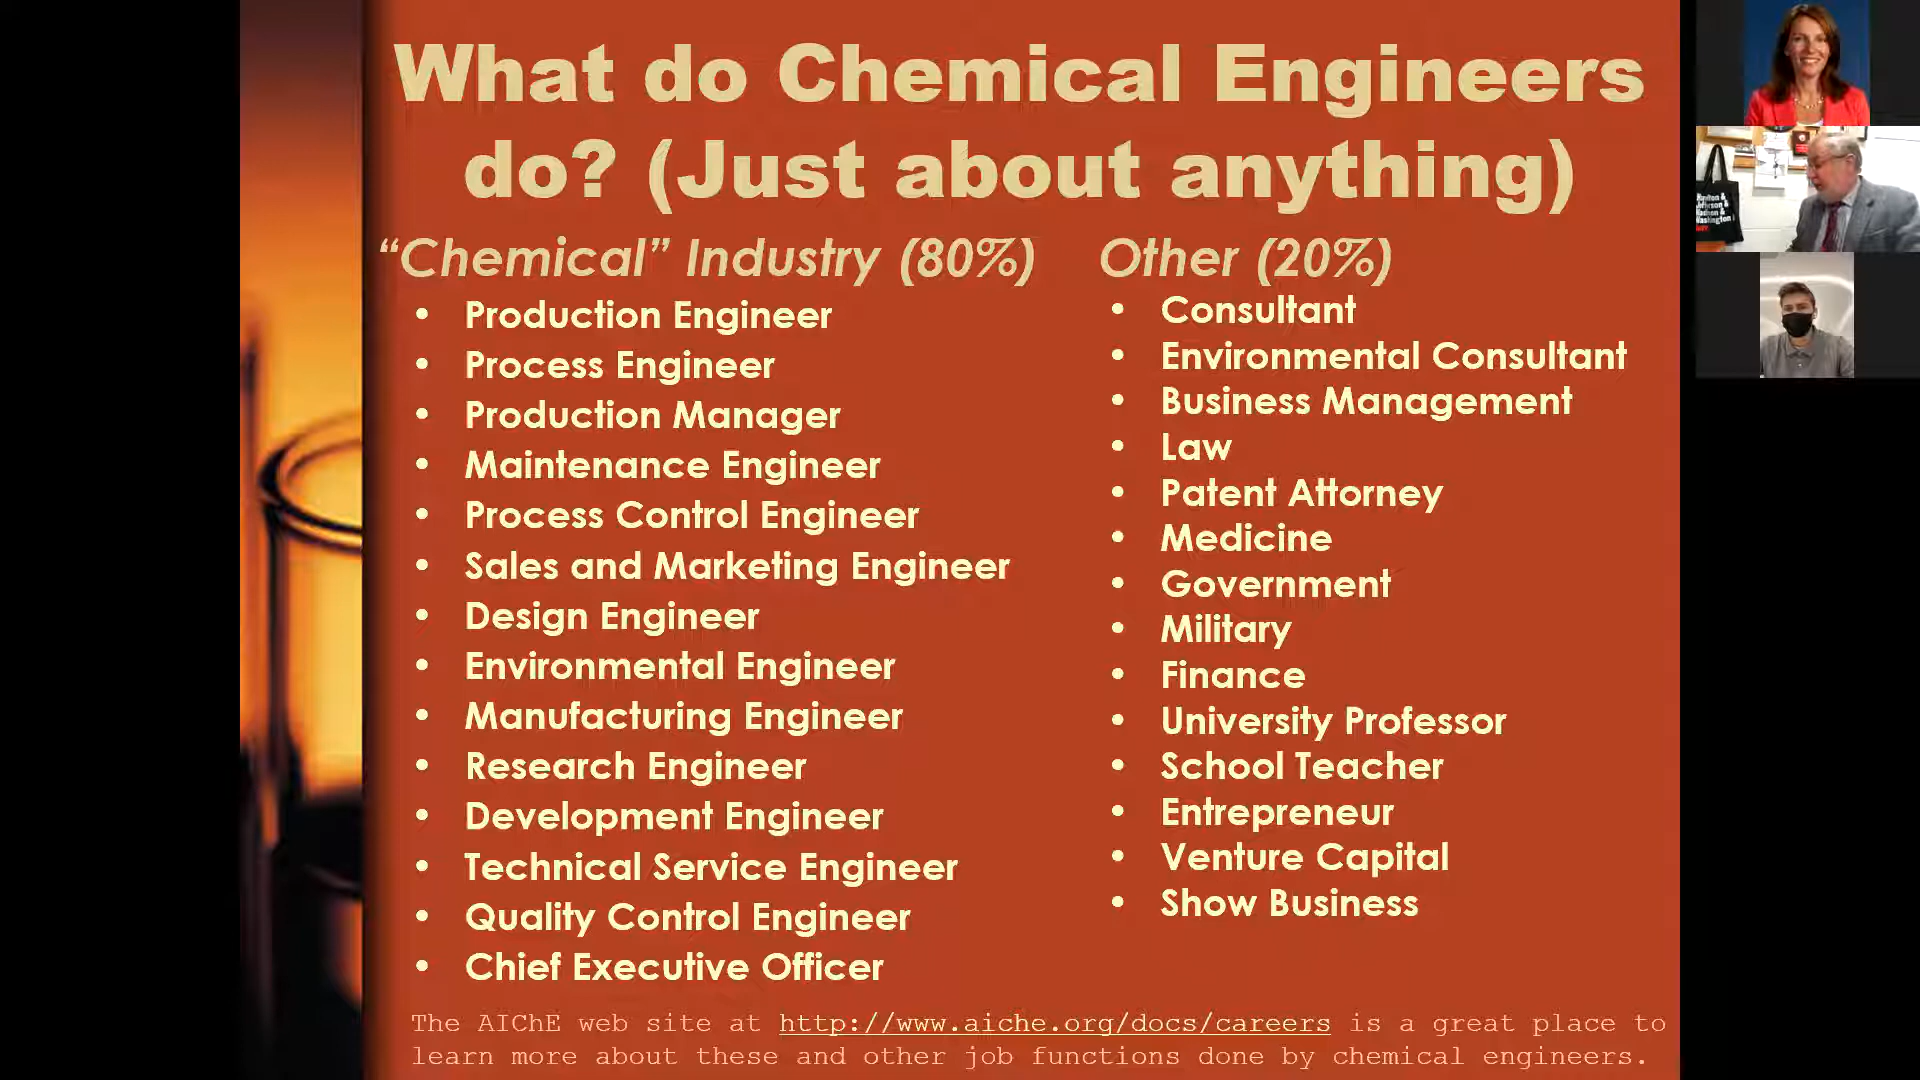 What do Chemical Engineers
do? (Just about anything)
“Chemical” Industry (80%)
• Production Engineer
• Process Engineer
• Production Manager
• Maintenance Engineer
• Process Control Engineer
• Sales and Marketing Engineer
• Design Engineer
• Environmental Engineer
• Manufacturing Engineer
• Research Engineer
• Development Engineer
• Technical Service Engineer
• Quality Control Engineer
• Chief Executive Officer
Other (20%)
• Consultant
• Environmental Consultant
• Business Management
• Law
• Patent Attorney
• Medicine
• Government
• Military
• Finance
• University Professor
• School Teacher
• Entrepreneur
• Venture Capital
• Show Business
The AIChE web site at http://www.aiche.org/docs/careers is a great place to
learn more about these and other job functions done by chemical engineers.